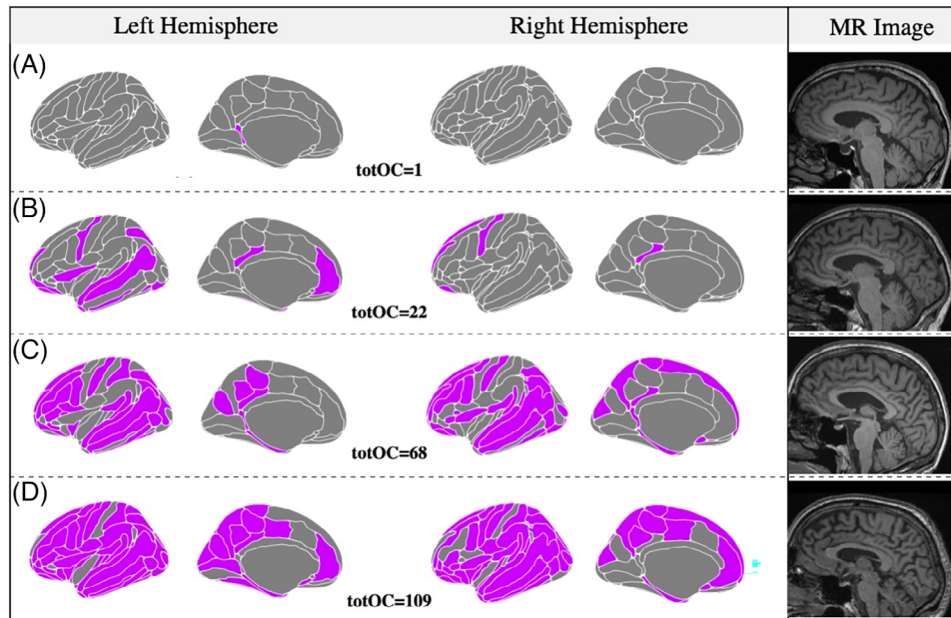 Left Hemisphere Right Hemisphere MR Image
(A)
totOC=1
(B)
totOC=22
(C)
totOC=68
(D)
totOC=109